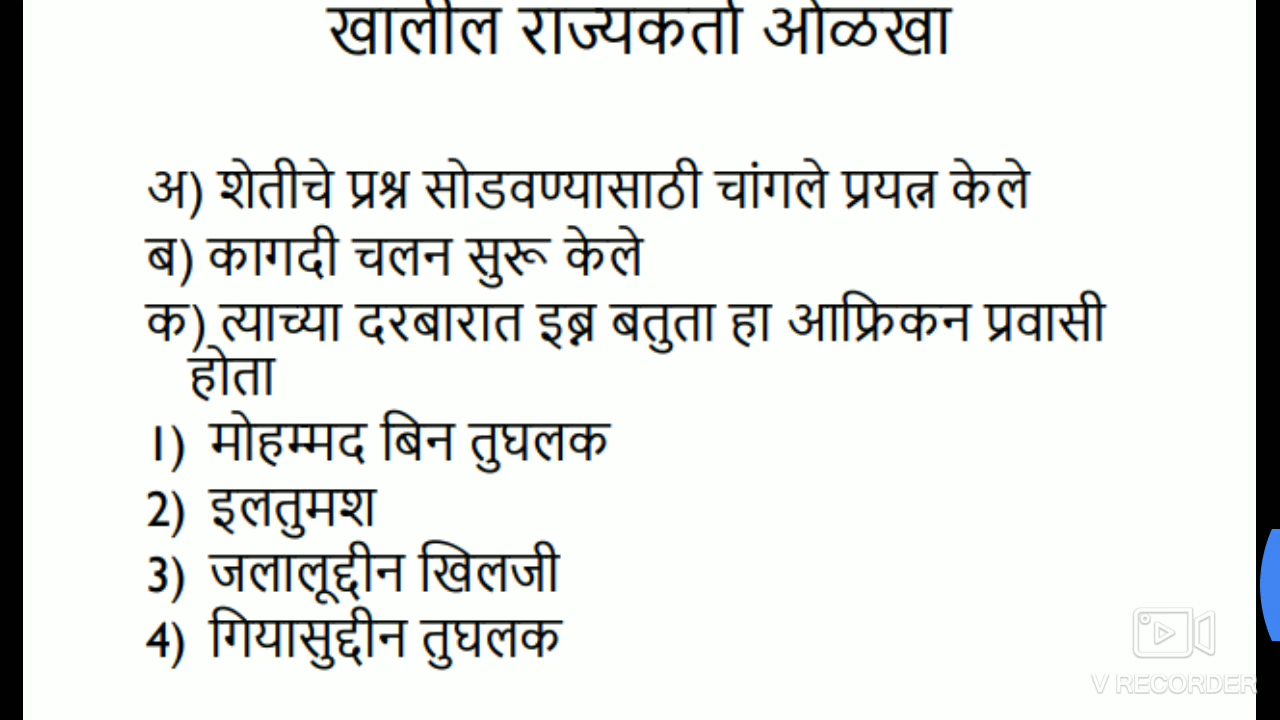 खालील राज्यकर्ता ओळखा
अ) शेतीचे प्रश्न सोडवण्यासाठी चांगले प्रयत्न केले
ब) कागदी चलन सुरू केले
क) त्याच्या दरबारात इब्न बतुता हा आफ्रिकन प्रवासी
होता
1) मोहम्मद बिन तुघलक
2) इलतुमश
3) जलालूद्दीन खिलजी
4) गियासुद्दीन तुघलक
V RECORDER